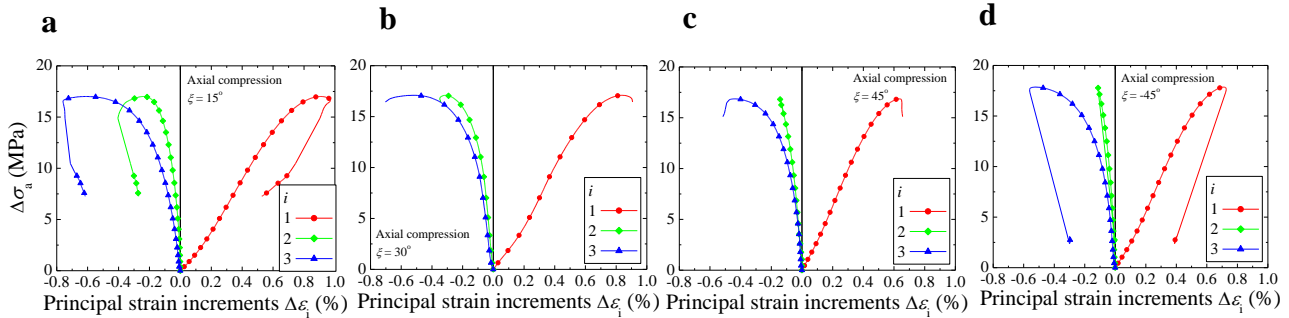 a
Δσa (MPa)
20
15
10
5
0
Axial compression
ξ = 15°
i
1
2
3
-0.8 -0.6 -0.4 -0.2 0.0 0.2 0.4 0.6 0.8 1.0
Principal strain increments Δεi (%)
b
20
15
10
5
0
Axial compression
ξ = 30°
i
1
2
3
-0.8 -0.6 -0.4 -0.2 0.0 0.2 0.4 0.6 0.8 1.0
Principal strain increments Δεi (%)
c
20
15
10
5
0
Axial compression
ξ = 45°
i
1
2
3
-0.8 -0.6 -0.4 -0.2 0.0 0.2 0.4 0.6 0.8 1.0
Principal strain increments Δεi (%)
d
20
15
10
5
0
Axial compression
ξ = -45°
i
1
2
3
-0.8 -0.6 -0.4 -0.2 0.0 0.2 0.4 0.6 0.8 1.0
Principal strain increments Δεi (%)